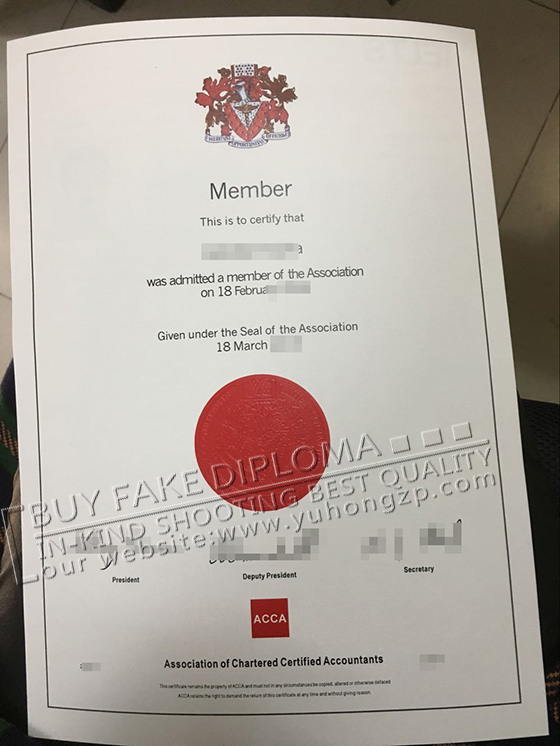 Member
This is to certify that
was admitted a member of the Association
on 18 Februa
Given under the Seal of the Association
18 March
BUY FAKE DIPLOMA
IN-KIND SHOOTING BEST QUALITY
our website:www.yuhongzp.com
President
Deputy President
Secretary
ACCA
Association of Chartered Certified Accountants
This certificate remains the property of ACCA and must not in any circumstances be copied, altered or otherwise defaced
ACCA retains the right to demand the return of this certificate at any time and without giving reason.